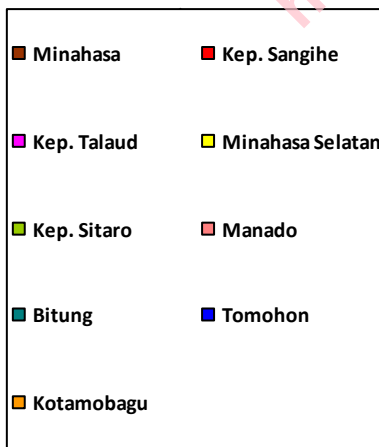 Minahasa Kep. Sangihe
Kep. Talaud Minahasa Selatan
Kep. Sitaro Manado
Bitung Tomohon
Kotamobagu